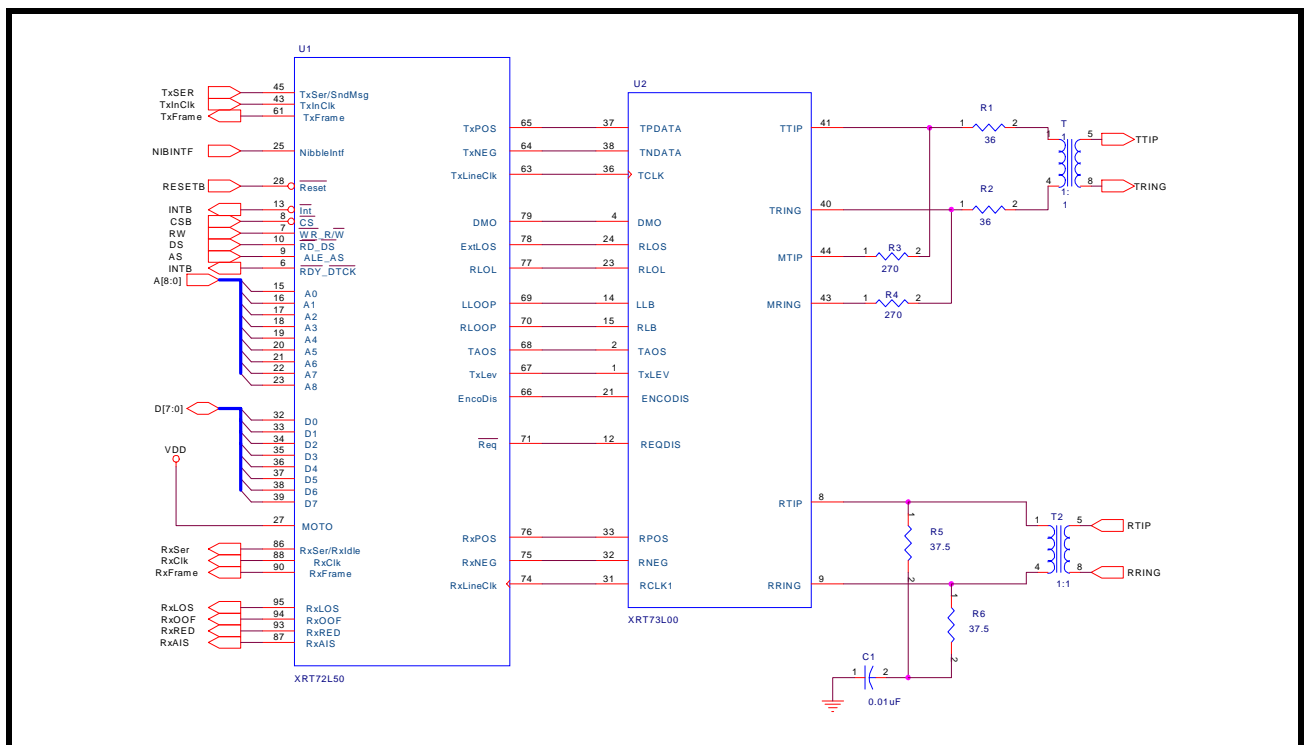 U1
TxSER 45 TxSer/SndMsg
TxInClk 43 TxInClk
TxFrame 61 TxFrame
NIBINTF 25 NibbleIntf
RESETB 28 Reset
INTB 13 Int
CSB 8 CS
RW 7 WR_R/W
DS 10 RD_DS
AS 9 ALE_AS
INTB 6 RDY_DTCK
A[8:0]
15 A0
16 A1
17 A2
18 A3
19 A4
20 A5
21 A6
22 A7
23 A8
D[7:0]
32 D0
33 D1
34 D2
35 D3
36 D4
37 D5
38 D6
39 D7
VDD
27 MOTO
RxSer 86 RxSer/RxIdle
RxClk 88 RxClk
RxFrame 90 RxFrame
RxLOS 95 RxLOS
RxOOF 94 RxOOF
RxRED 93 RxRED
RxAIS 87 RxAIS
XRT72L50
U2
TxPOS 65 37 TPDATA
TxNEG 64 38 TNDATA
TxLineClk 63 36 TCLK
DMO 79 4 DMO
ExtLOS 78 24 RLOS
RLOL 77 23 RLOL
LLOOP 69 14 LLB
RLOOP 70 15 RLB
TAOS 68 2 TAOS
TxLev 67 1 TxLEV
EncoDis 66 21 ENCODIS
Req 71 12 REQDIS
RxPOS 76 33 RPOS
RxNEG 75 32 RNEG
RxLineClk 74 31 RCLK1
XRT73L00
TTIP 41
TRING 40
MTIP 44
MRING 43
RTIP 8
RRING 9
R1
1 2
36
R2
1 2
36
R3
1 2
270
R4
1 2
270
T
1 5
1
4 8
1:
1
TTIP
TRING
R5
37.5
1
2
R6
37.5
1
2
C1
1 2
0.01uF
T2
1 5
4 8
1:1
RTIP
RRING